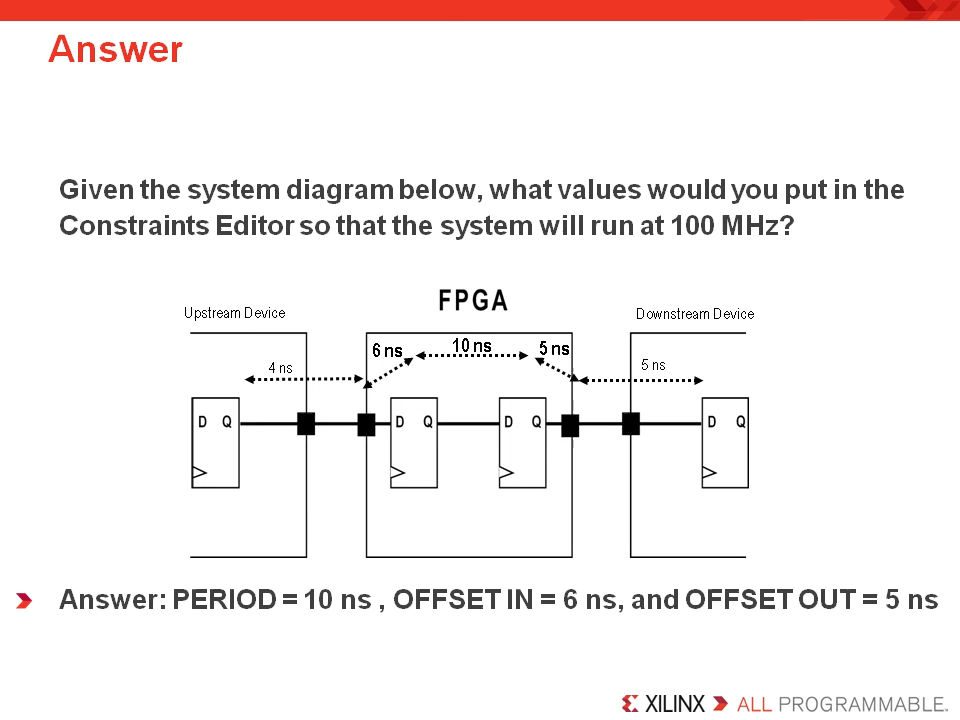 Answer
Given the system diagram below, what values would you put in the
Constraints Editor so that the system will run at 100 MHz?
FPGA
Upstream Device
Downstream Device
6 ns
10 ns
5 ns
4 ns
5 ns
D Q
D Q
D Q
D Q
Answer: PERIOD = 10 ns , OFFSET IN = 6 ns, and OFFSET OUT = 5 ns
XILINX ALL PROGRAMMABLE.